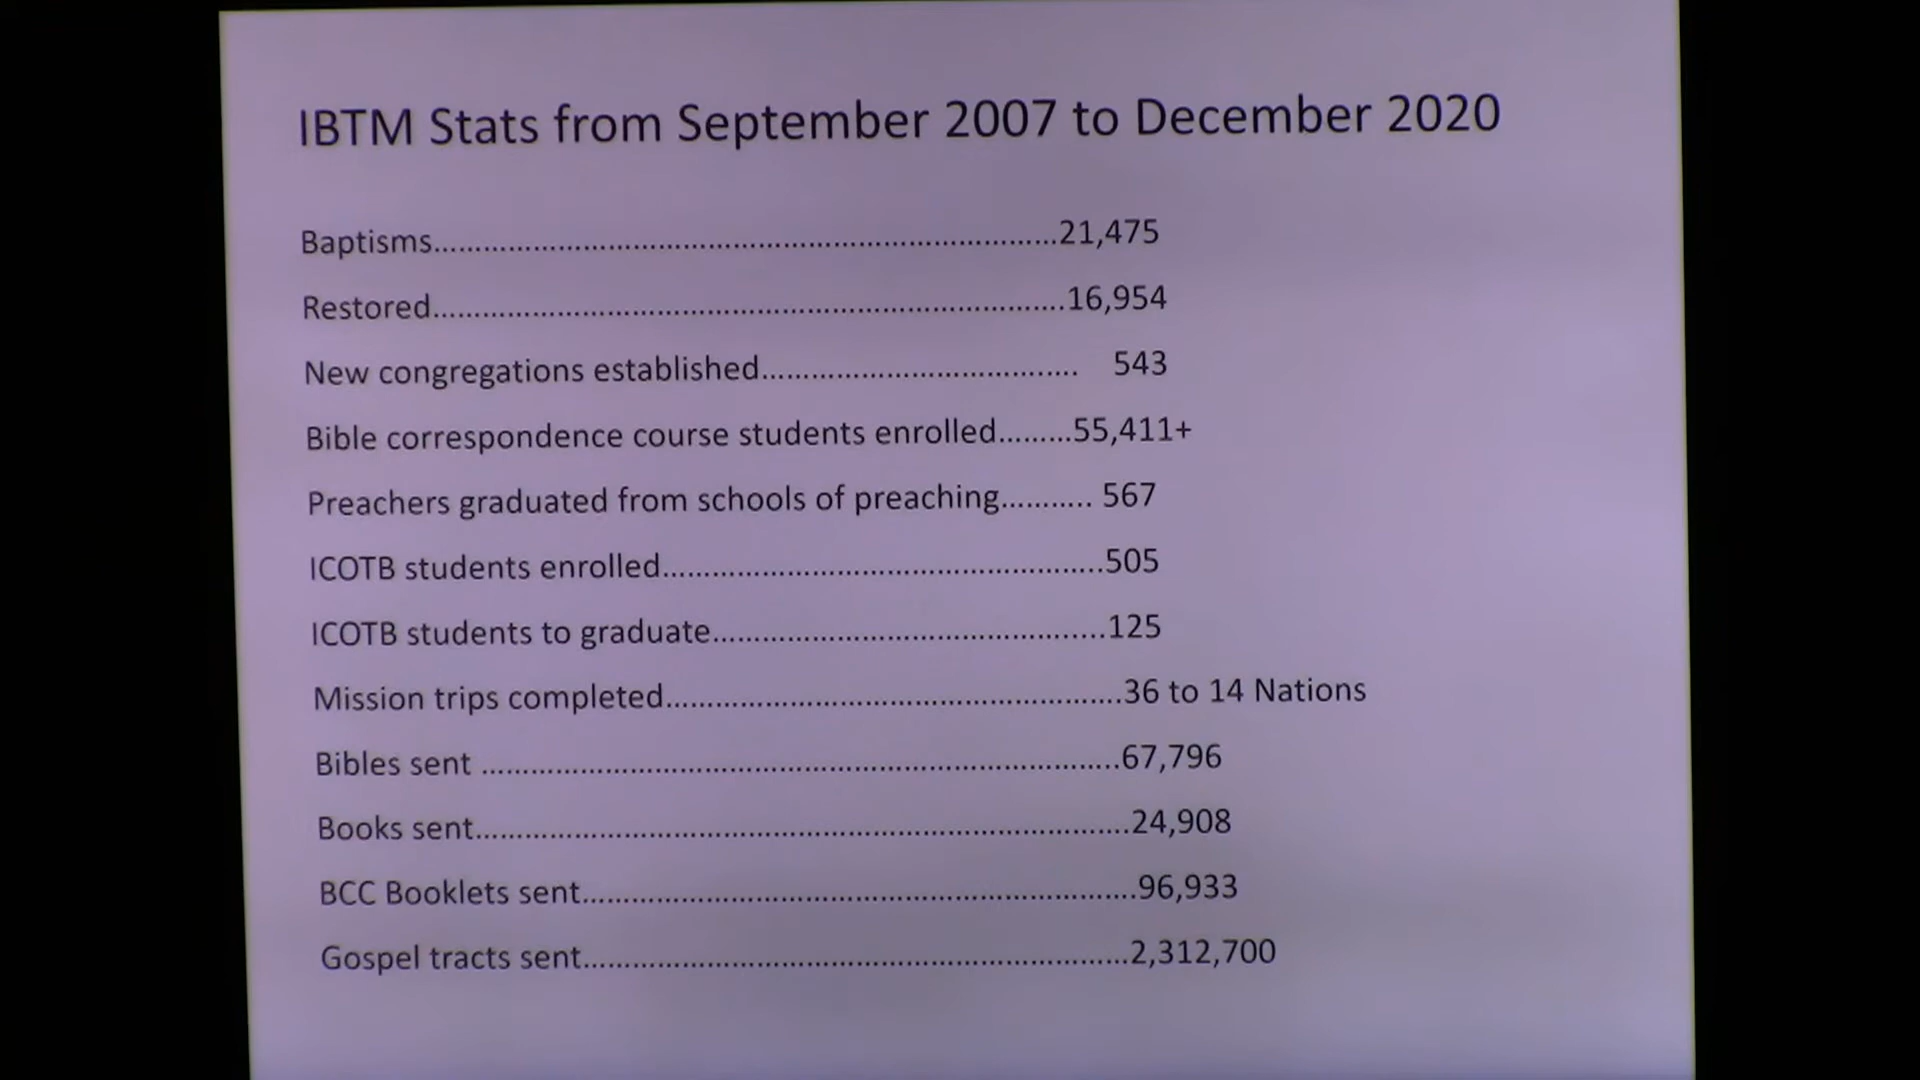 IBTM Stats from September 2007 to December 2020
Baptisms..........................................................................21,475
Restored...........................................................................16,954
New congregations established...................................... 543
Bible correspondence course students enrolled.........55,411+
Preachers graduated from schools of preaching........... 567
ICOTB students enrolled.....................................................505
ICOTB students to graduate...............................................125
Mission trips completed.......................................................36 to 14 Nations
Bibles sent ............................................................................67,796
Books sent..............................................................................24,908
BCC Booklets sent..................................................................96,933
Gospel tracts sent.................................................................2,312,700